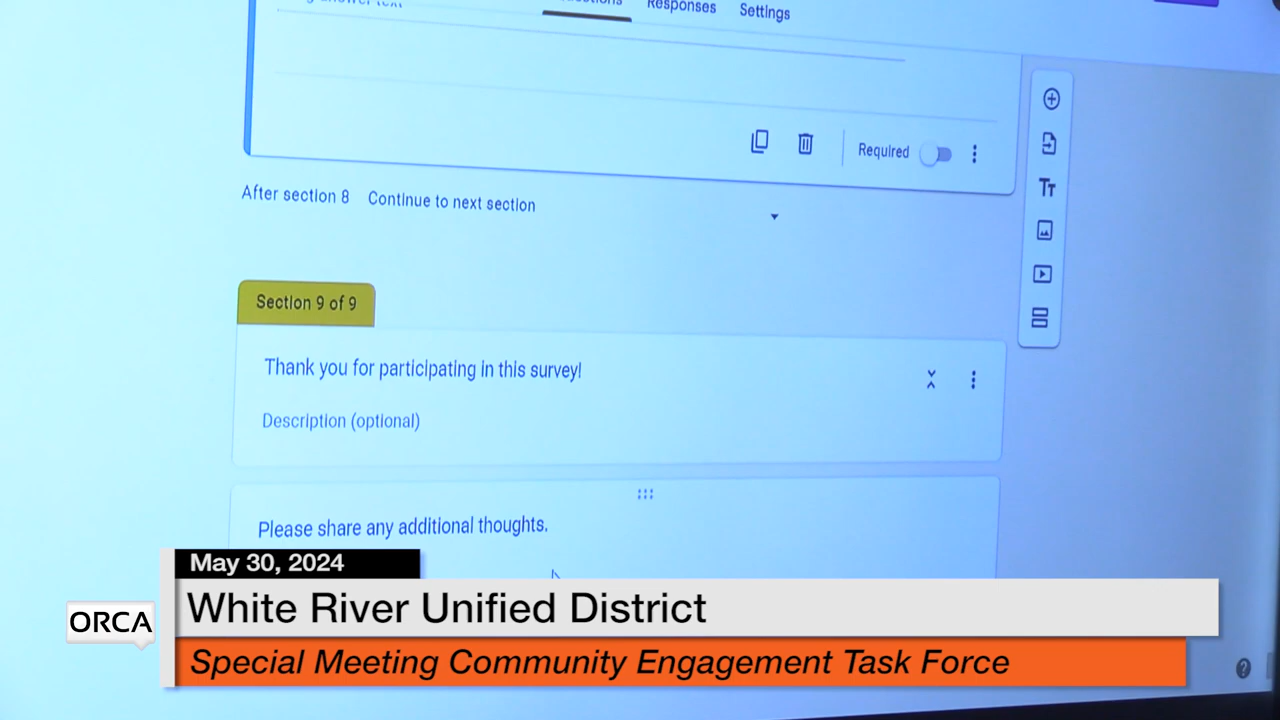 answer text
Responses
Settings
Required
After section 8 Continue to next section
Section 9 of 9
Thank you for participating in this survey!
Description (optional)
Please share any additional thoughts.
May 30, 2024
ORCA
White River Unified District
Special Meeting Community Engagement Task Force